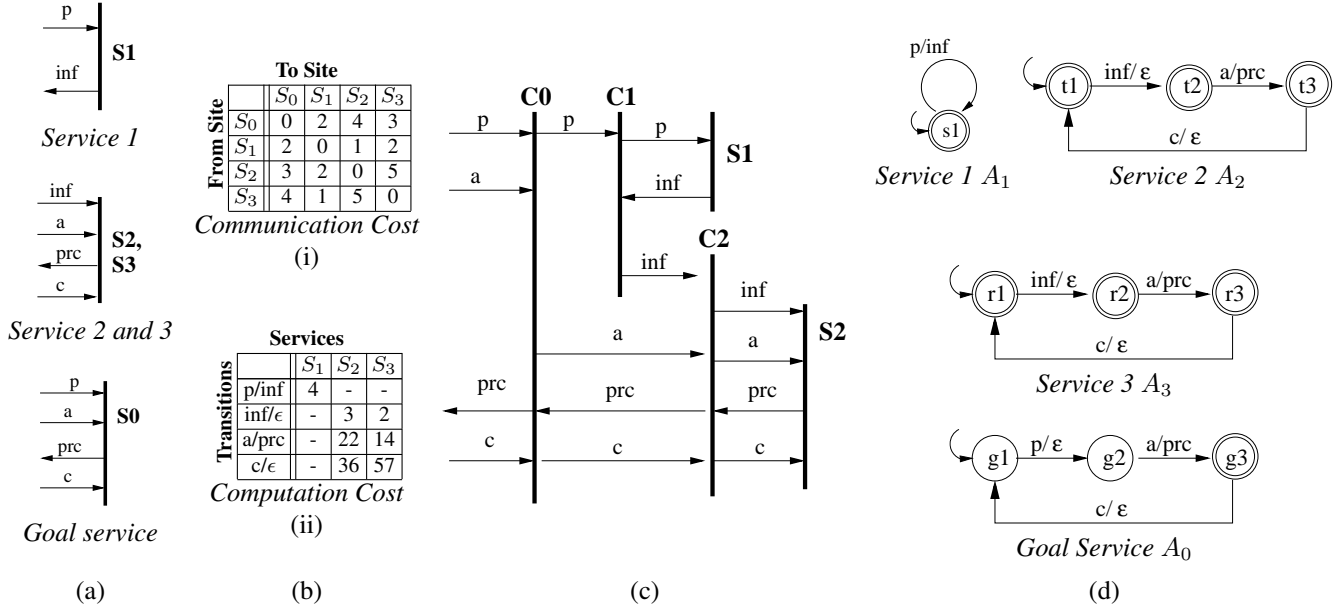 p
S1
inf
Service 1
inf
a
S2,
prc
S3
c
Service 2 and 3
p
S0
a
prc
c
Goal service
(a)
To Site
From Site
S0 S1 S2 S3
S0 0 2 4 3
S1 2 0 1 2
S2 3 2 0 5
S3 4 1 5 0
Communication Cost
(i)
Services
Transitions
S1 S2 S3
p/inf 4 - -
inf/ϵ - 3 2
a/prc - 22 14
c/ϵ - 36 57
Computation Cost
(ii)
(b)
C0 C1
p p p
S1
a inf
C2
inf
inf
S2
a a
prc prc prc
c c c
(c)
p/inf
s1
Service 1 A1
t1 inf/ ε t2 a/prc t3
c/ ε
Service 2 A2
r1 inf/ ε r2 a/prc r3
c/ ε
Service 3 A3
g1 p/ ε g2 a/prc g3
c/ ε
Goal Service A0
(d)